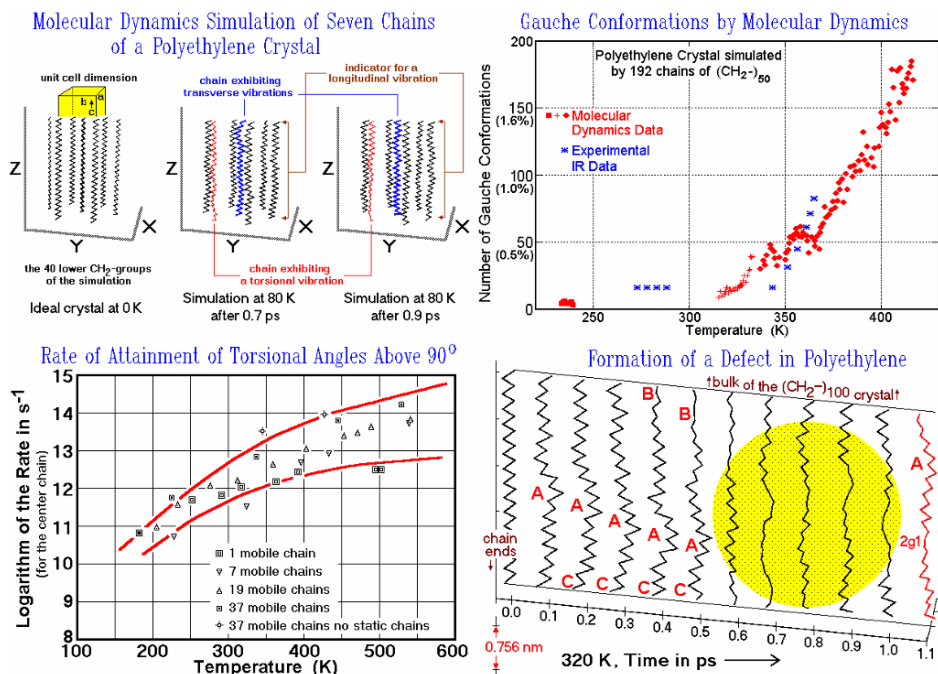 Molecular Dynamics Simulation of Seven Chains
of a Polyethylene Crystal
unit cell dimension
a
b
c
chain exhibiting
transverse vibrations
indicator for a
longitudinal vibration
Z
Z
Z
X
X
X
Y
Y
Y
the 40 lower CH2-groups
of the simulation
Ideal crystal at 0 K
chain exhibiting
a torsional vibration
Simulation at 80 K
after 0.7 ps
Simulation at 80 K
after 0.9 ps
Gauche Conformations by Molecular Dynamics
Number of Gauche Conformations
200
150
(1.6%)
100
(1.0%)
50
(0.5%)
0
Polyethylene Crystal simulated
by 192 chains of (CH2-)50
Molecular
Dynamics Data
Experimental
IR Data
250
300
350
400
Temperature (K)
Rate of Attainment of Torsional Angles Above 90°
Logarithm of the Rate in s-1
(for the center chain)
15
14
13
12
11
10
9
8
1 mobile chain
7 mobile chains
19 mobile chains
37 mobile chains
37 mobile chains no static chains
100
200
300
400
500
600
Temperature (K)
Formation of a Defect in Polyethylene
↑bulk of the (CH2-)100 crystal↑
B
B
A
A
A
A
A
A
C
C
C
C
2g1
chain
ends
0.0
0.1
0.2
0.3
0.4
0.5
0.6
0.7
0.8
0.9
1.0
1.1
0.756 nm
320 K, Time in ps